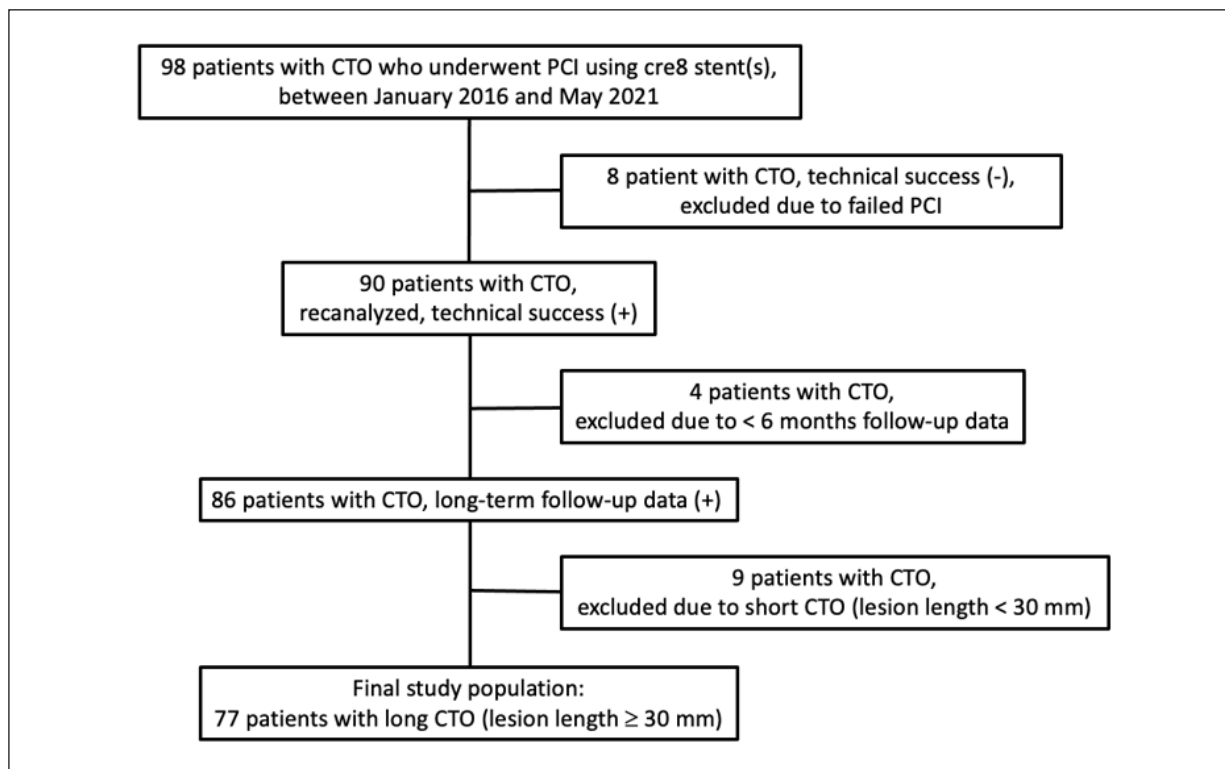 98 patients with CTO who underwent PCI using cre8 stent(s),
between January 2016 and May 2021
8 patient with CTO, technical success (-),
excluded due to failed PCI
90 patients with CTO,
recanalyzed, technical success (+)
4 patients with CTO,
excluded due to < 6 months follow-up data
86 patients with CTO, long-term follow-up data (+)
9 patients with CTO,
excluded due to short CTO (lesion length < 30 mm)
Final study population:
77 patients with long CTO (lesion length ≥ 30 mm)